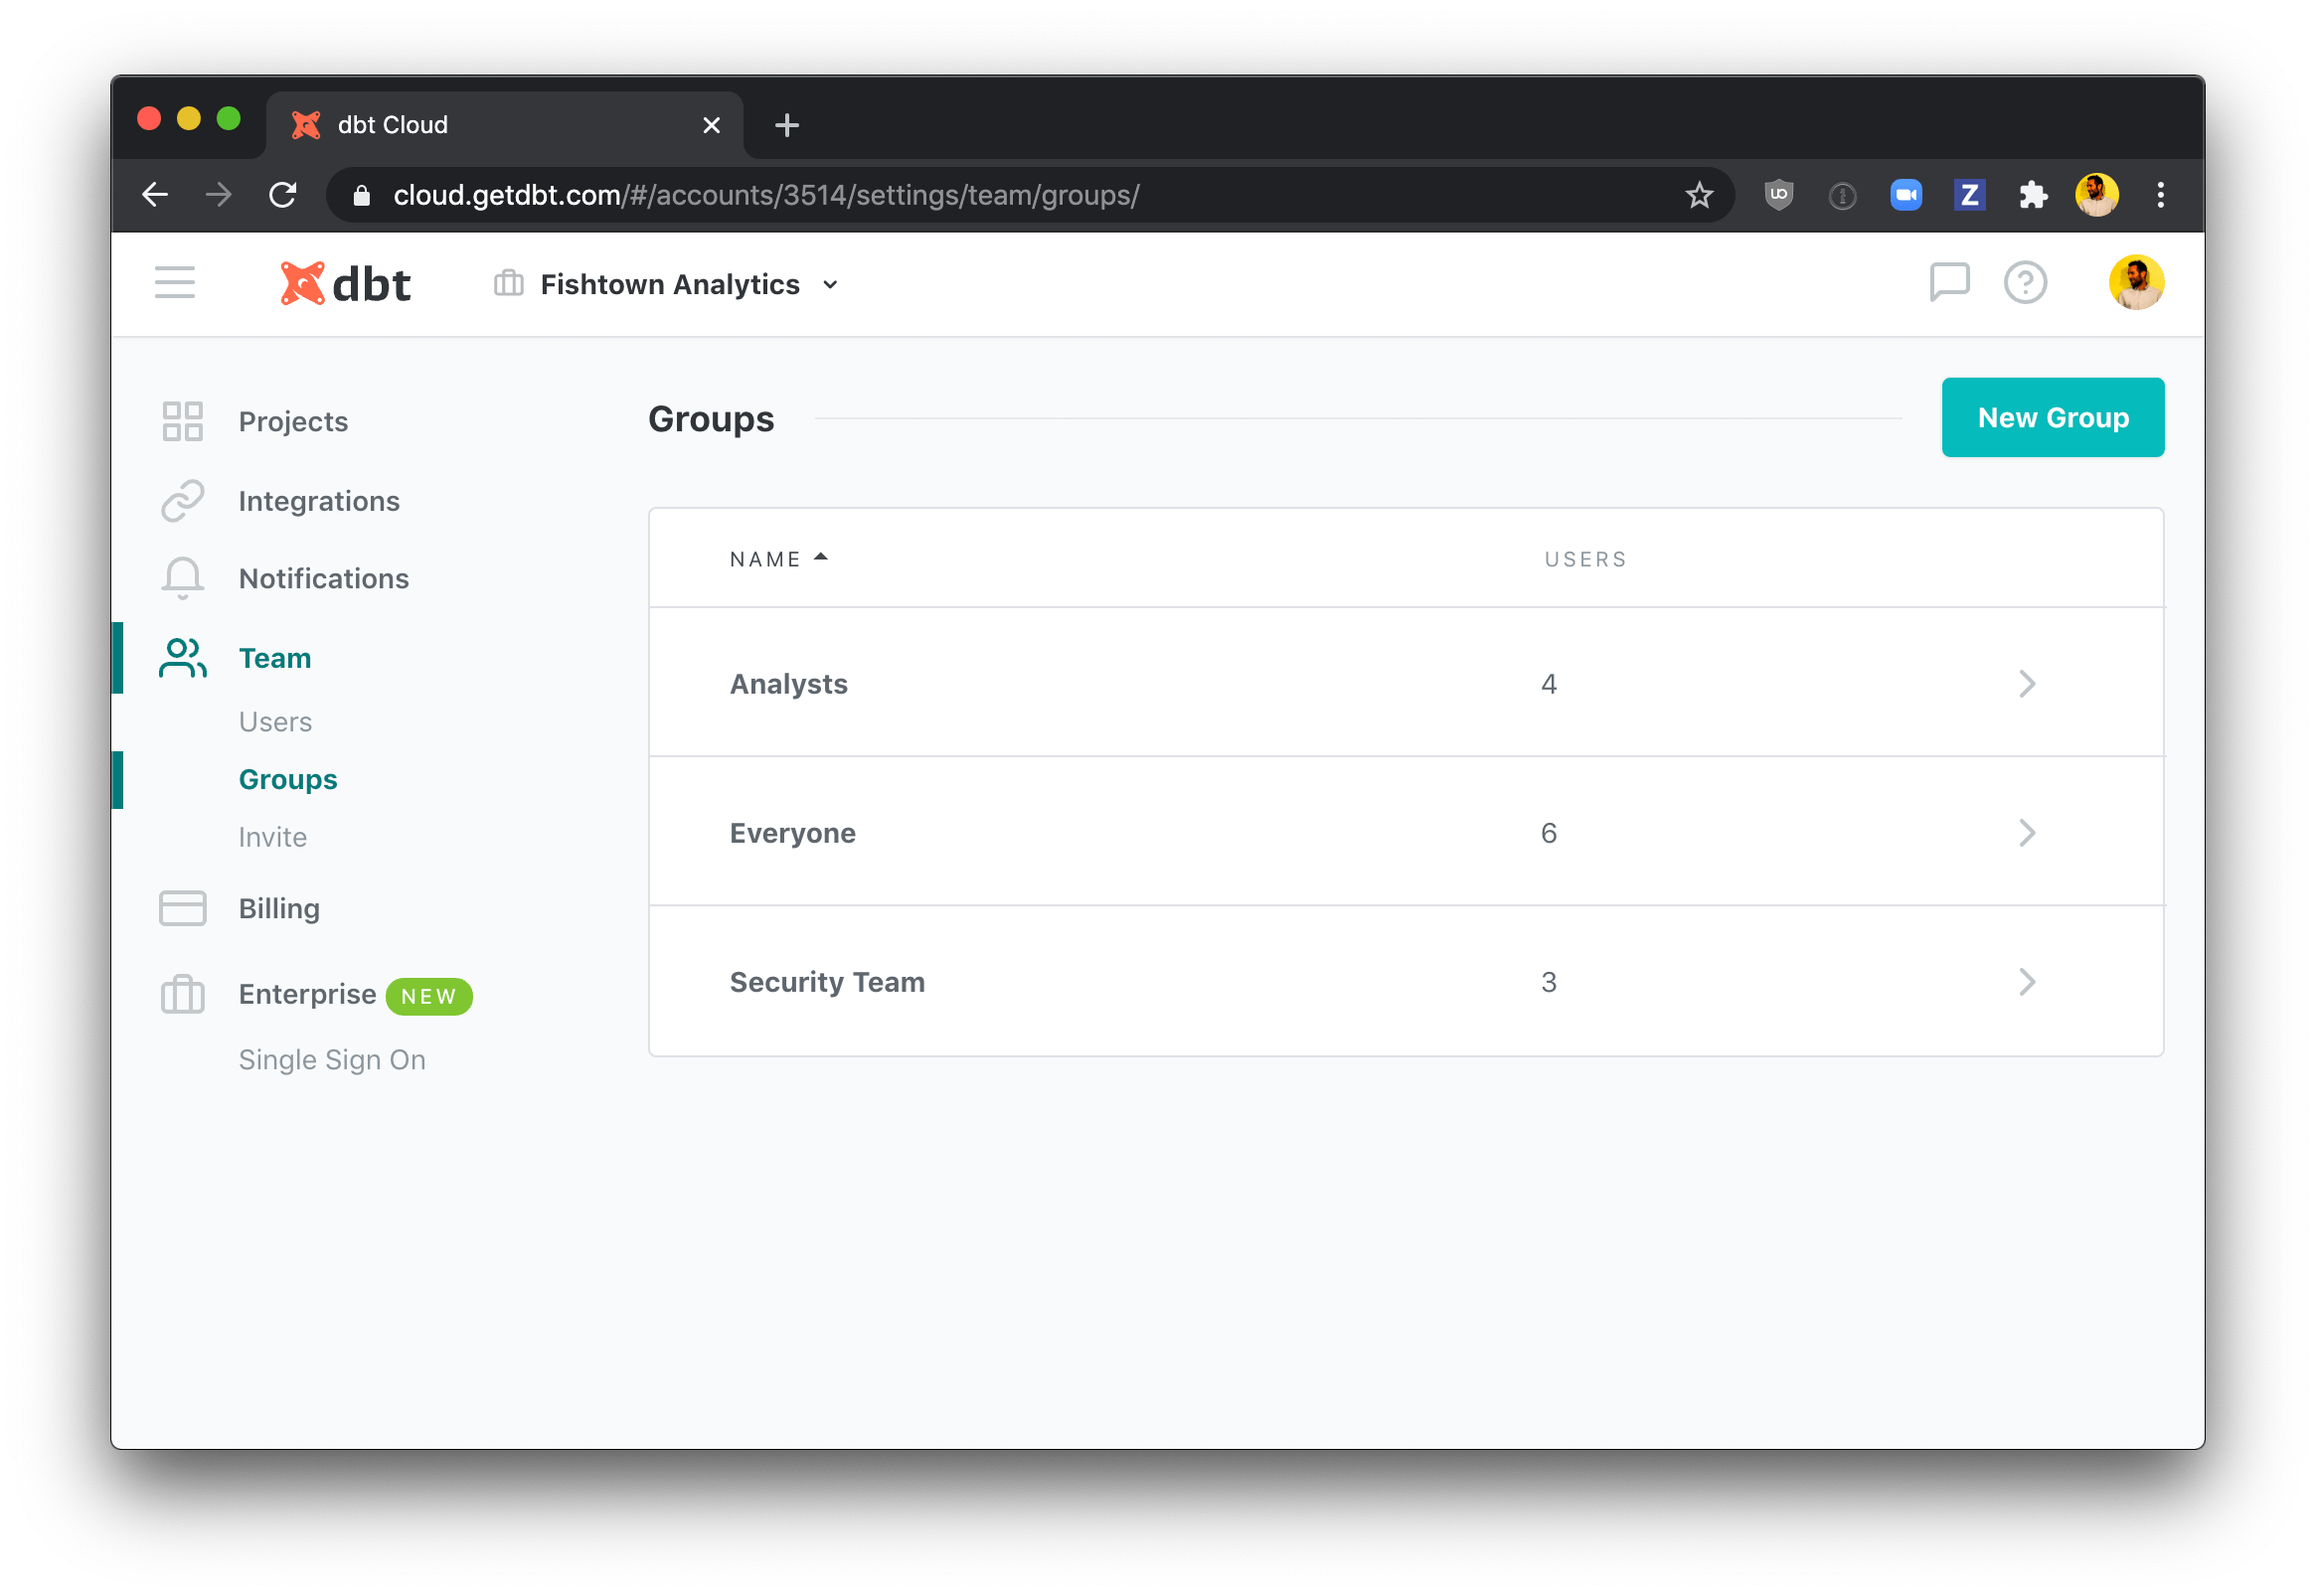 dbt Cloud
cloud.getdbt.com/#/accounts/3514/settings/team/groups/
dbt
Fishtown Analytics
Projects
Integrations
Notifications
Team
Users
Groups
Invite
Billing
Enterprise NEW
Single Sign On
Groups
New Group
NAME USERS
Analysts 4
Everyone 6
Security Team 3